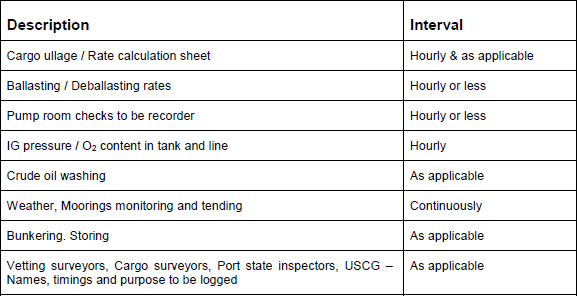 Description Interval
Cargo ullage / Rate calculation sheet Hourly & as applicable
Ballasting / Deballasting rates Hourly or less
Pump room checks to be recorder Hourly or less
IG pressure / O₂ content in tank and line Hourly
Crude oil washing As applicable
Weather, Moorings monitoring and tending Continuously
Bunkering. Storing As applicable
Vetting surveyors, Cargo surveyors, Port state inspectors, USCG – As applicable
Names, timings and purpose to be logged